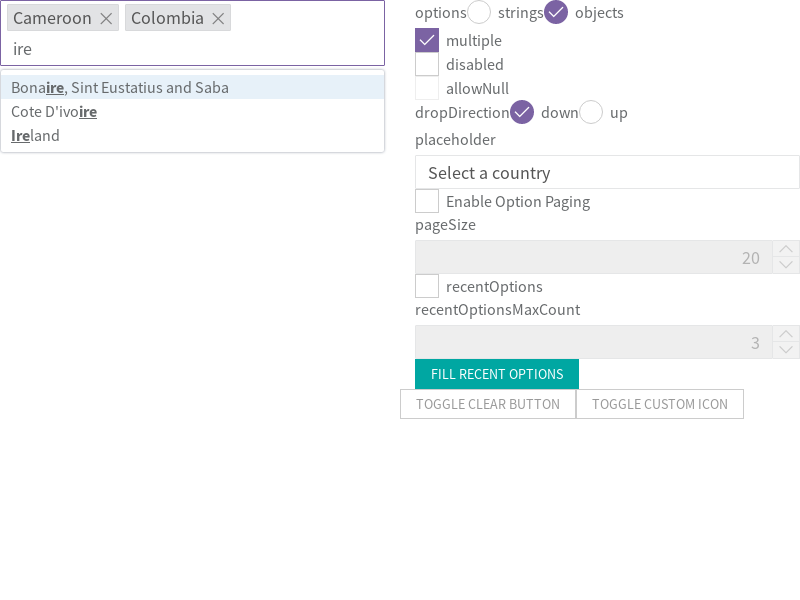 Cameroon Colombia
ire
Bonaire, Sint Eustatius and Saba
Cote D'ivoire
Ireland
options strings objects
multiple
disabled
allowNull
dropDirection down up
placeholder
Select a country
Enable Option Paging
pageSize
20
recentOptions
recentOptionsMaxCount
3
FILL RECENT OPTIONS
TOGGLE CLEAR BUTTON TOGGLE CUSTOM ICON